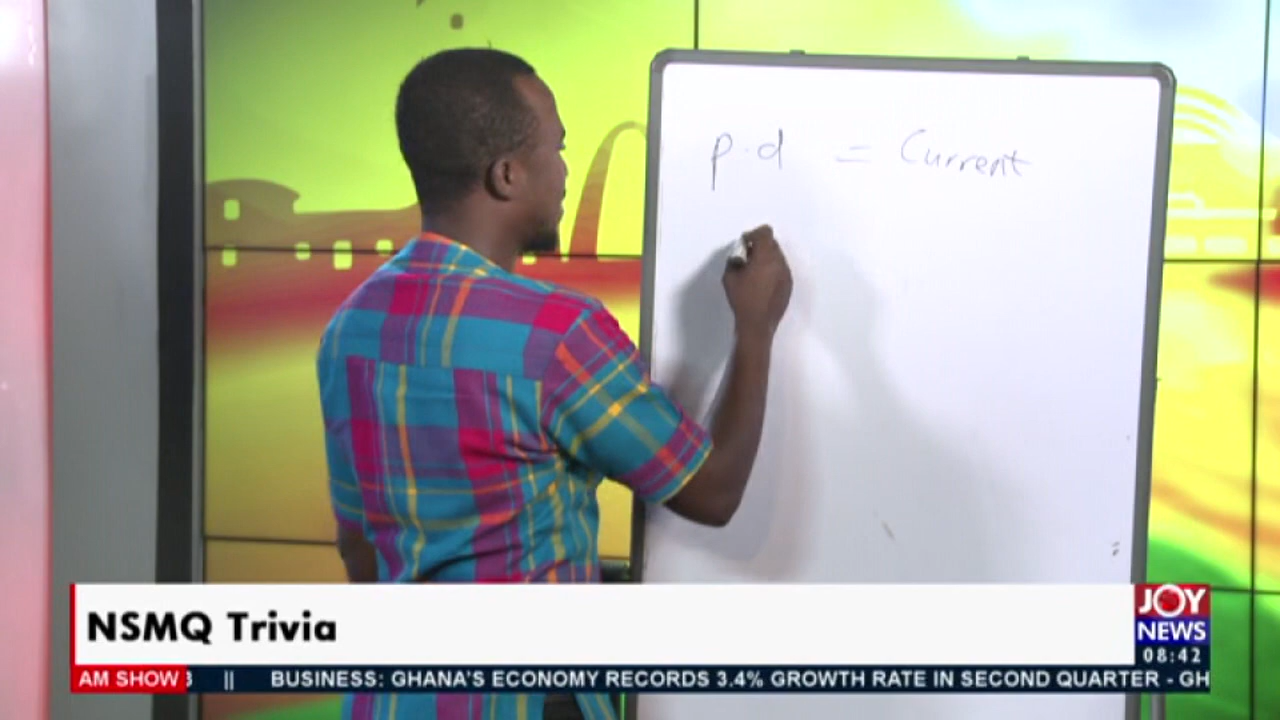 p.d = Current
NSMQ Trivia
JOY
NEWS
08:42
AM SHOW 3 || BUSINESS: GHANA'S ECONOMY RECORDS 3.4% GROWTH RATE IN SECOND QUARTER - GH